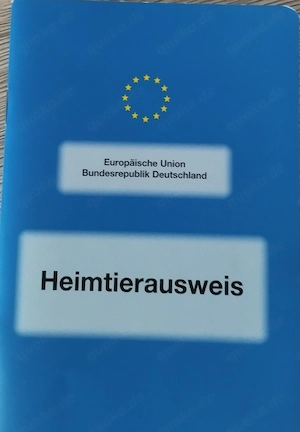 Europäische Union
Bundesrepublik Deutschland
Heimtierausweis